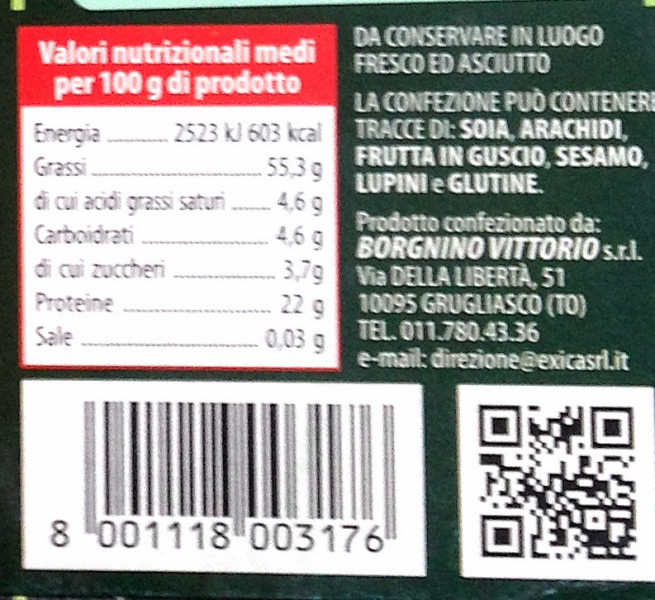 Valori nutrizionali medi
per 100 g di prodotto
Energia ............ 2523 kJ 603 kcal
Grassi ................................ 55,3 g
di cui acidi grassi saturi ........ 4,6 g
Carboidrati ......................... 4,6 g
di cui zuccheri .................... 3,7g
Proteine ............................. 22 g
Sale ................................... 0,03 g
DA CONSERVARE IN LUOGO
FRESCO ED ASCIUTTO
LA CONFEZIONE PUÒ CONTENERE
TRACCE DI: SOIA, ARACHIDI,
FRUTTA IN GUSCIO, SESAMO,
LUPINI e GLUTINE.
Prodotto confezionato da:
BORGNINO VITTORIO s.r.l.
Via DELLA LIBERTÀ, 51
10095 GRUGLIASCO (TO)
TEL. 011.780.43.36
e-mail: direzione@exicasrl.it
8 001118 003176